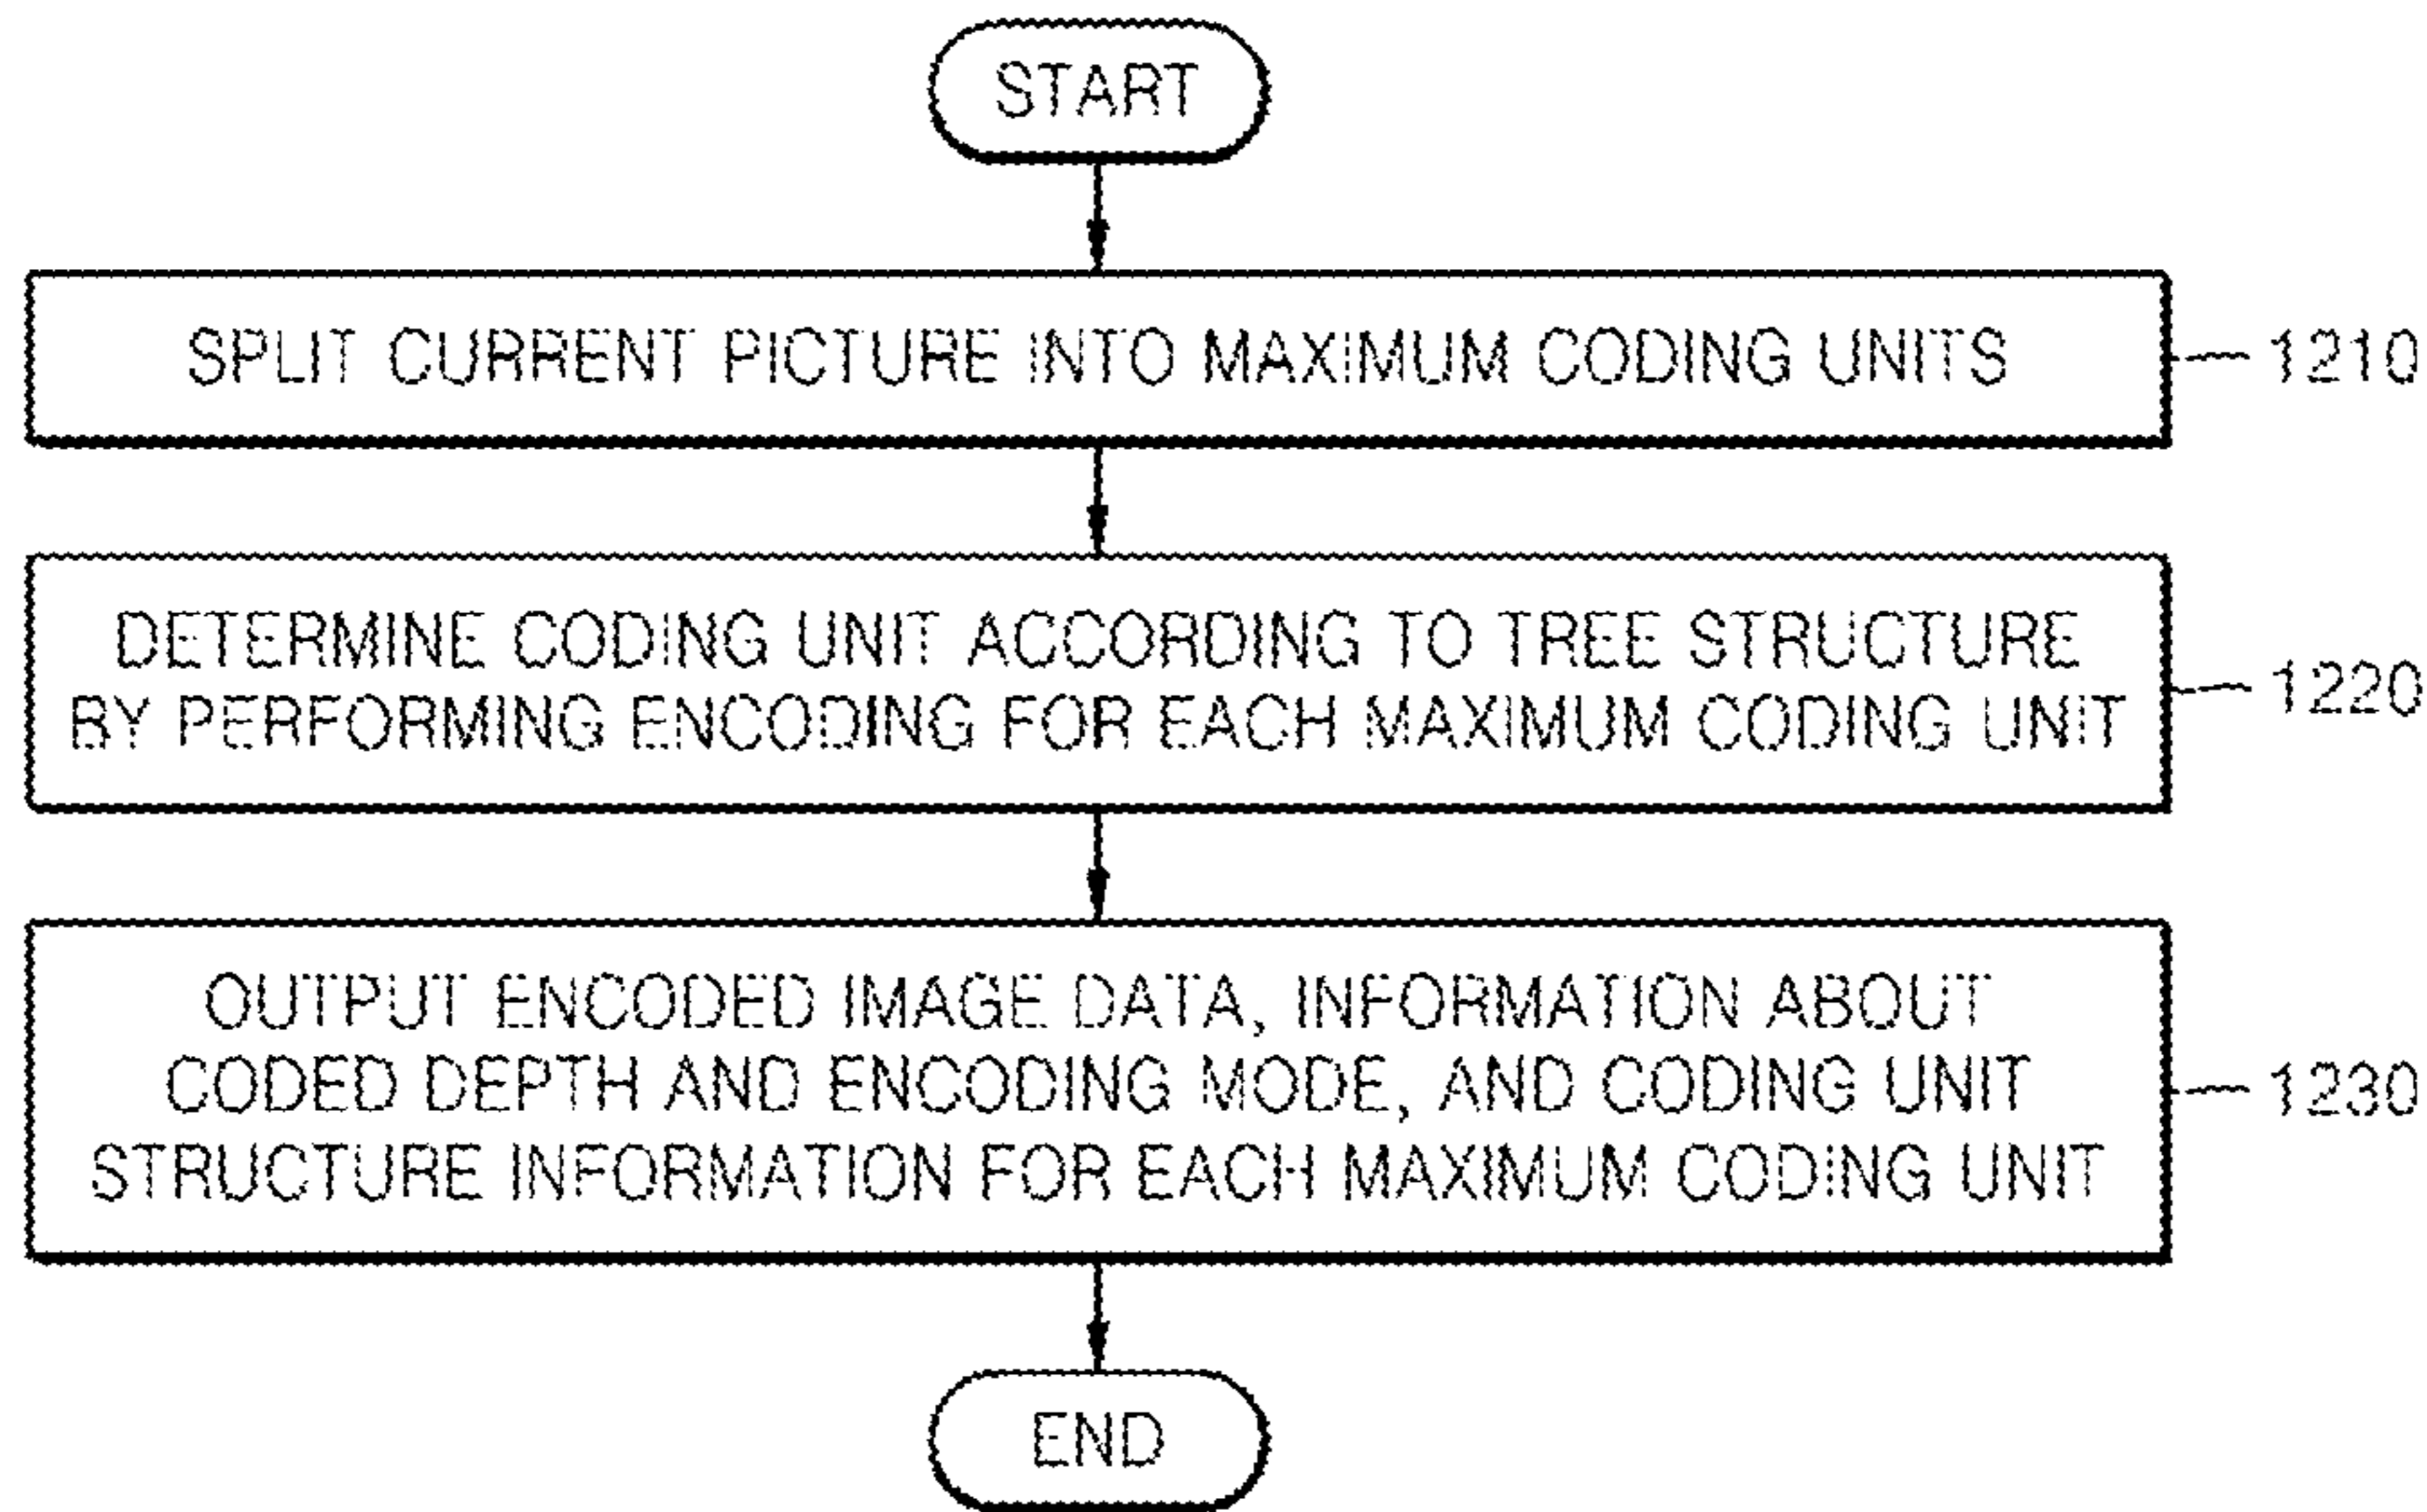 START
SPLIT CURRENT PICTURE INTO MAXIMUM CODING UNITS
1210
DETERMINE CODING UNIT ACCORDING TO TREE STRUCTURE
BY PERFORMING ENCODING FOR EACH MAXIMUM CODING UNIT
1220
OUTPUT ENCODED IMAGE DATA, INFORMATION ABOUT
CODED DEPTH AND ENCODING MODE, AND CODING UNIT
STRUCTURE INFORMATION FOR EACH MAXIMUM CODING UNIT
1230
END